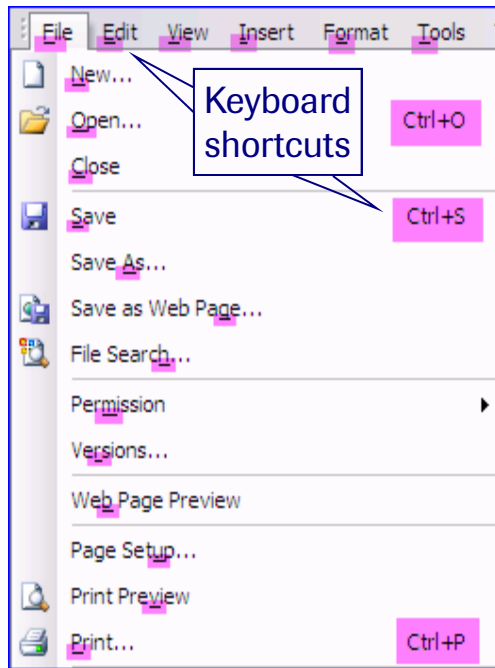 File Edit View Insert Format Tools
New...
Keyboard
shortcuts
Open... Ctrl+O
Close
Save Ctrl+S
Save As...
Save as Web Page...
File Search...
Permission
Versions...
Web Page Preview
Page Setup...
Print Preview
Print... Ctrl+P